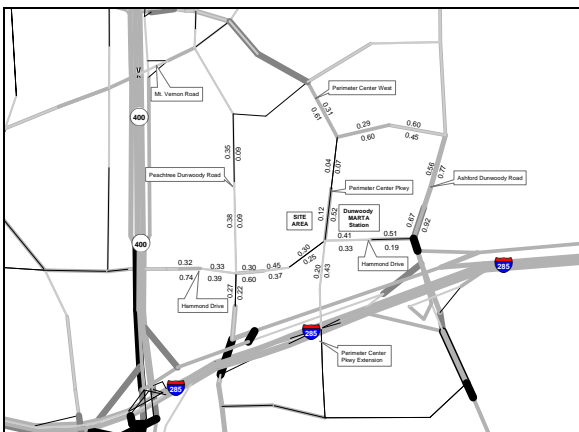 Perimeter Center West
Mt. Vernon Road
400
0.31
0.61
0.29
0.60
0.60
0.45
0.35
0.09
0.04
0.07
0.56
0.77
Peachtree Dunwoody Road
Perimeter Center Pkwy
Ashford Dunwoody Road
0.38
0.09
0.12
0.52
SITE
AREA
Dunwoody
MARTA
Station
0.67
0.92
400
0.41
0.51
0.33
0.19
0.30
0.25
0.32
0.33
0.30
0.45
0.74
0.39
0.60
0.37
0.20
0.43
Hammond Drive
285
0.27
0.22
Hammond Drive
285
Perimeter Center
Pkwy Extension
285